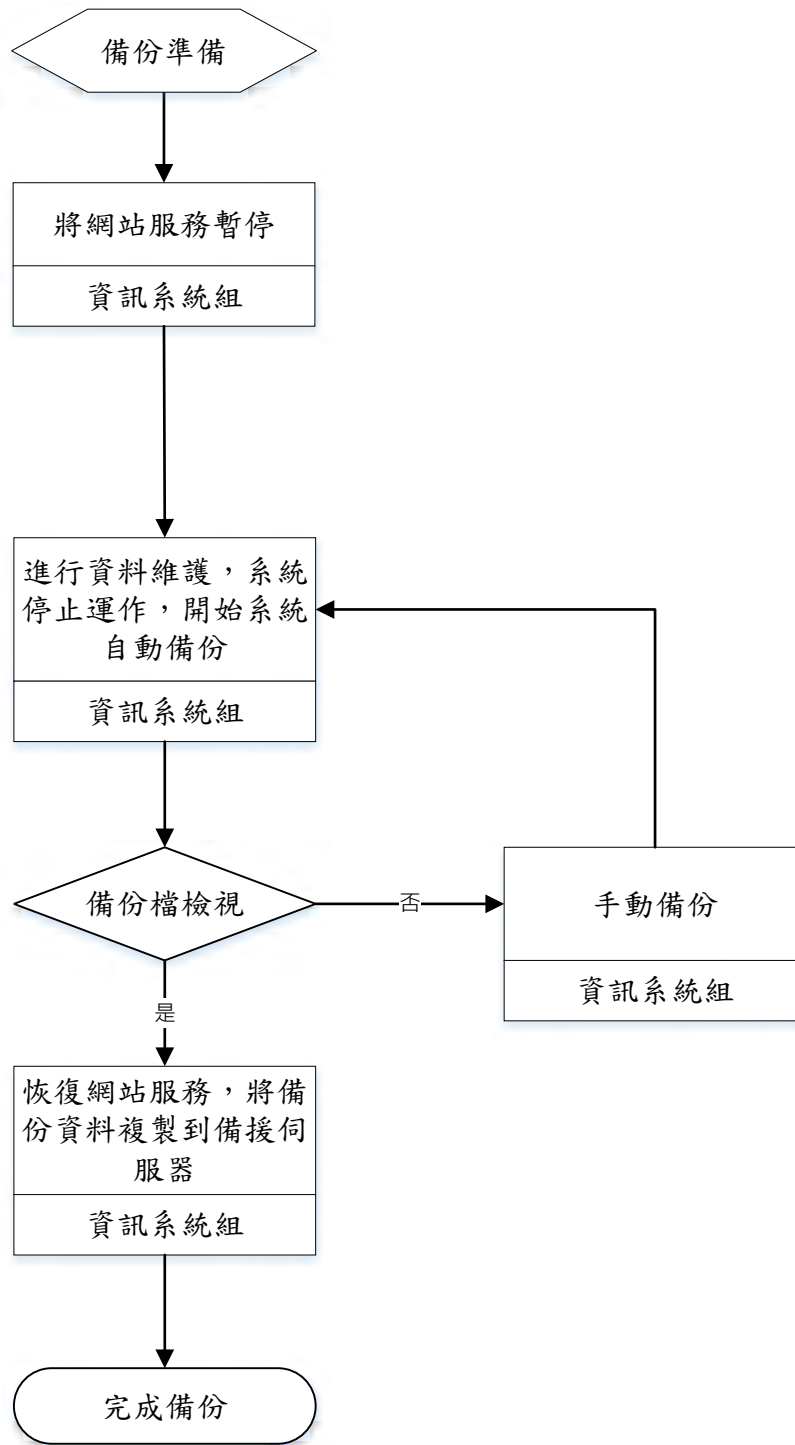 備份準備
將網站服務暫停
資訊系統組
進行資料維護，系統
停止運作，開始系統
自動備份
資訊系統組
備份檔檢視
否
手動備份
資訊系統組
是
恢復網站服務，將備
份資料複製到備援伺
服器
資訊系統組
完成備份